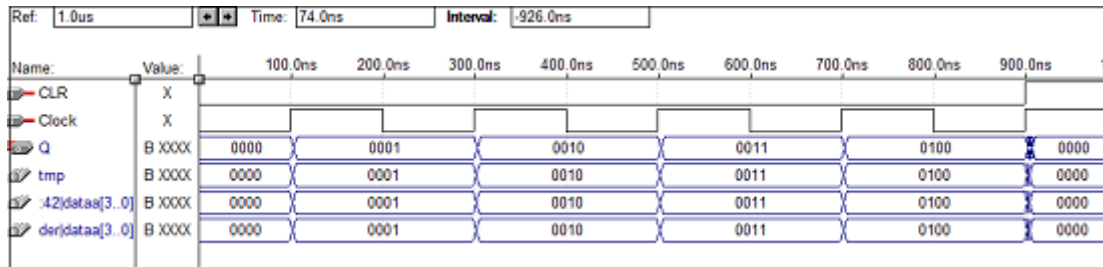 Ref: 1.0us Time: 74.0ns Interval: -926.0ns
Name: Value: 100.0ns 200.0ns 300.0ns 400.0ns 500.0ns 600.0ns 700.0ns 800.0ns 900.0ns 1
CLR X
Clock X
Q B XXXX 0000 0001 0010 0011 0100 0000
tmp B XXXX 0000 0001 0010 0011 0100 0000
:42|dataa[3..0] B XXXX 0000 0001 0010 0011 0100 0000
der|dataa[3..0] B XXXX 0000 0001 0010 0011 0100 0000